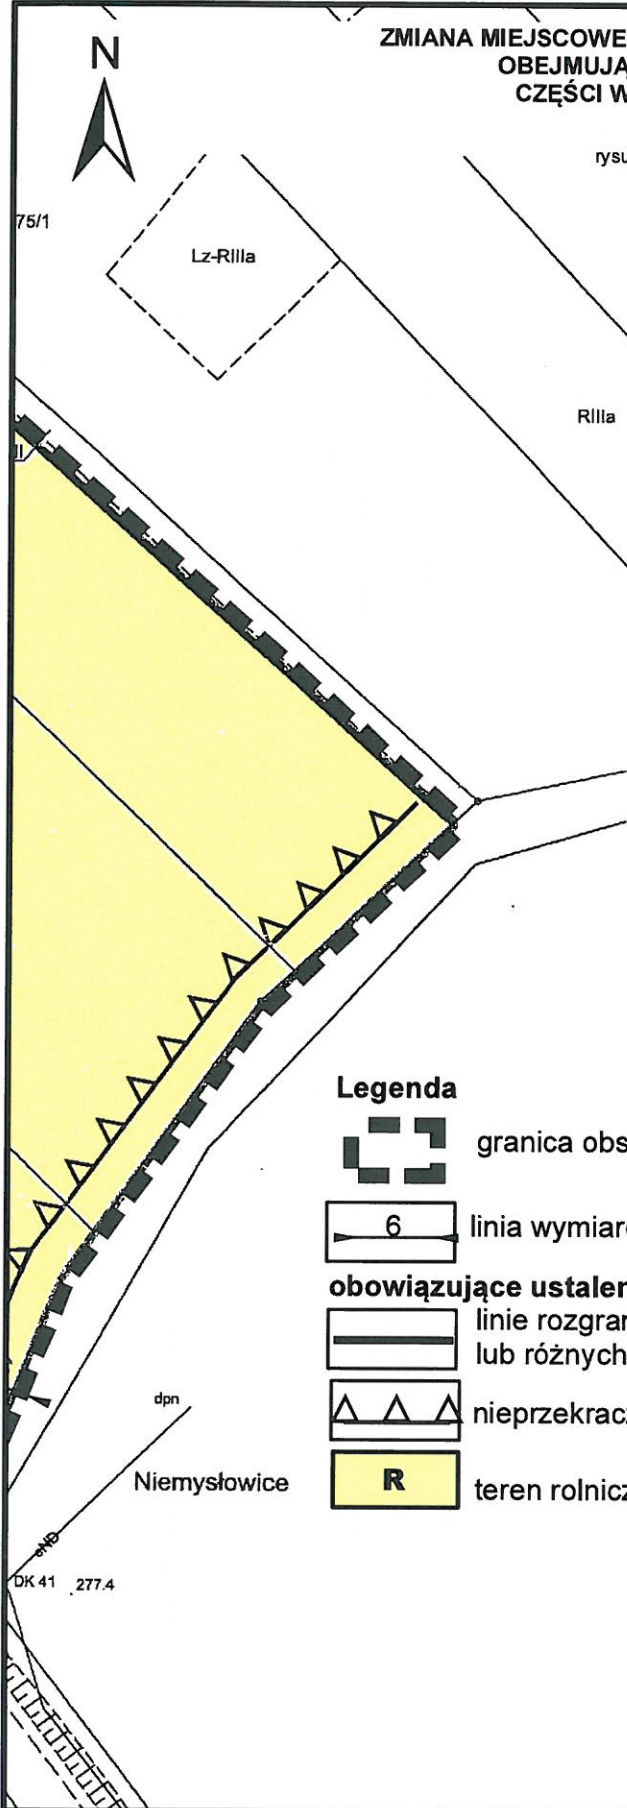 ZMIANA MIEJSCOWE
OBEJMUJĄ
CZĘŚCI W
N
rysu
75/1
Lz-RIIIa
RIIIa
II
Legenda
granica obs
6
linia wymiaro
obowiązujące ustaler
linie rozgran
lub różnych
nieprzekracz
R
teren rolnicz
dpn
Niemysłowice
DK 41
277.4